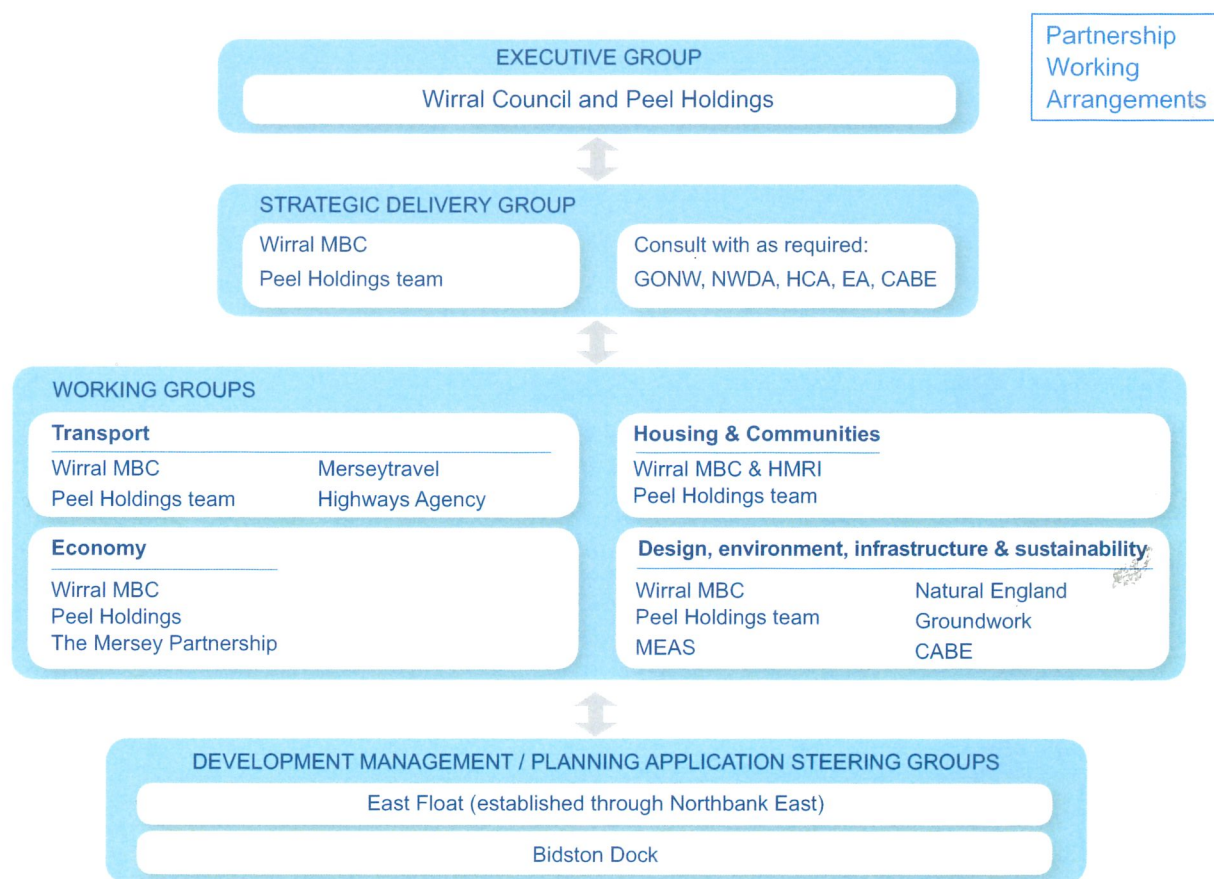 Partnership
Working
Arrangements
EXECUTIVE GROUP
Wirral Council and Peel Holdings
STRATEGIC DELIVERY GROUP
Wirral MBC
Peel Holdings team
Consult with as required:
GONW, NWDA, HCA, EA, CABE
WORKING GROUPS
Transport
Wirral MBC
Peel Holdings team
Merseytravel
Highways Agency
Housing & Communities
Wirral MBC & HMRI
Peel Holdings team
Economy
Wirral MBC
Peel Holdings
The Mersey Partnership
Design, environment, infrastructure & sustainability
Wirral MBC
Peel Holdings team
MEAS
Natural England
Groundwork
CABE
DEVELOPMENT MANAGEMENT / PLANNING APPLICATION STEERING GROUPS
East Float (established through Northbank East)
Bidston Dock